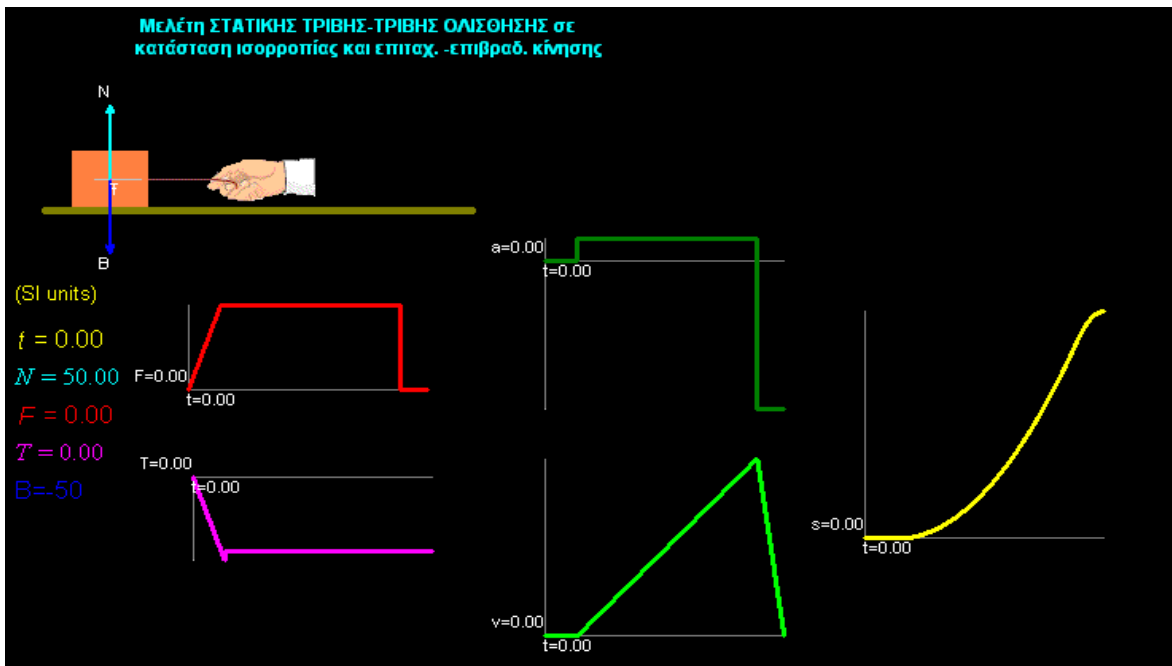 Μελέτη ΣΤΑΤΙΚΗΣ ΤΡΙΒΗΣ-ΤΡΙΒΗΣ ΟΛΙΣΘΗΣΗΣ σε
κατάσταση ισορροπίας και επιταχ. -επιβραδ. κίνησης
N
T
B
a=0.00
t=0.00
(SI units)
t = 0.00
N = 50.00
F=0.00
t=0.00
F = 0.00
T = 0.00
T=0.00
t=0.00
B=-50
s=0.00
t=0.00
v=0.00
t=0.00